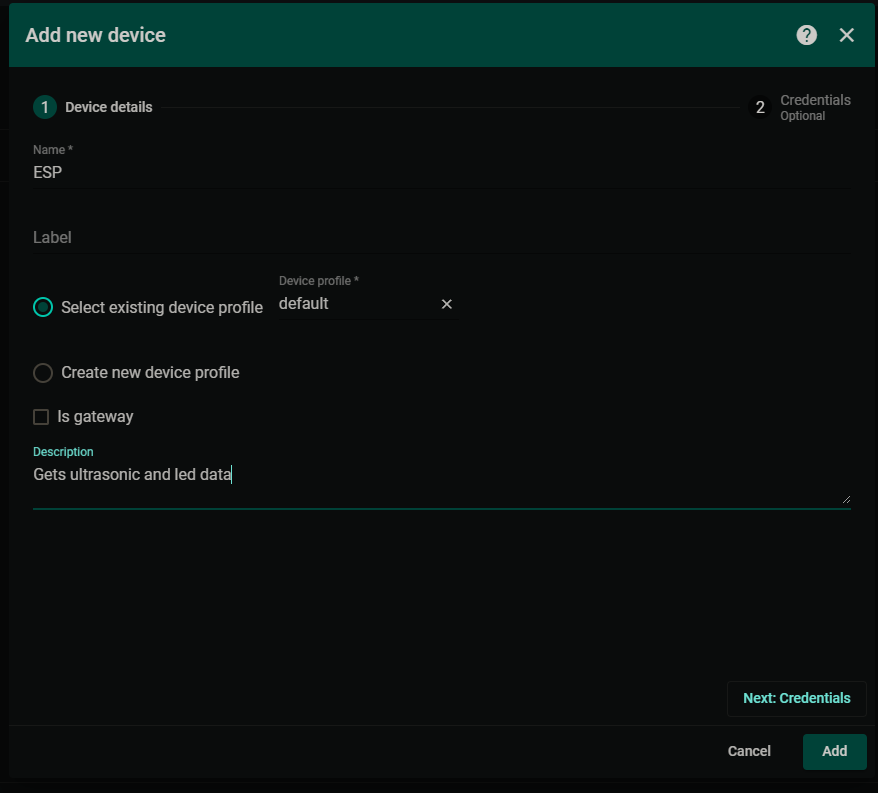 Add new device
1 Device details
2 Credentials
Optional
Name *
ESP
Label
Device profile *
Select existing device profile default
Create new device profile
Is gateway
Description
Gets ultrasonic and led data
Next: Credentials
Cancel Add